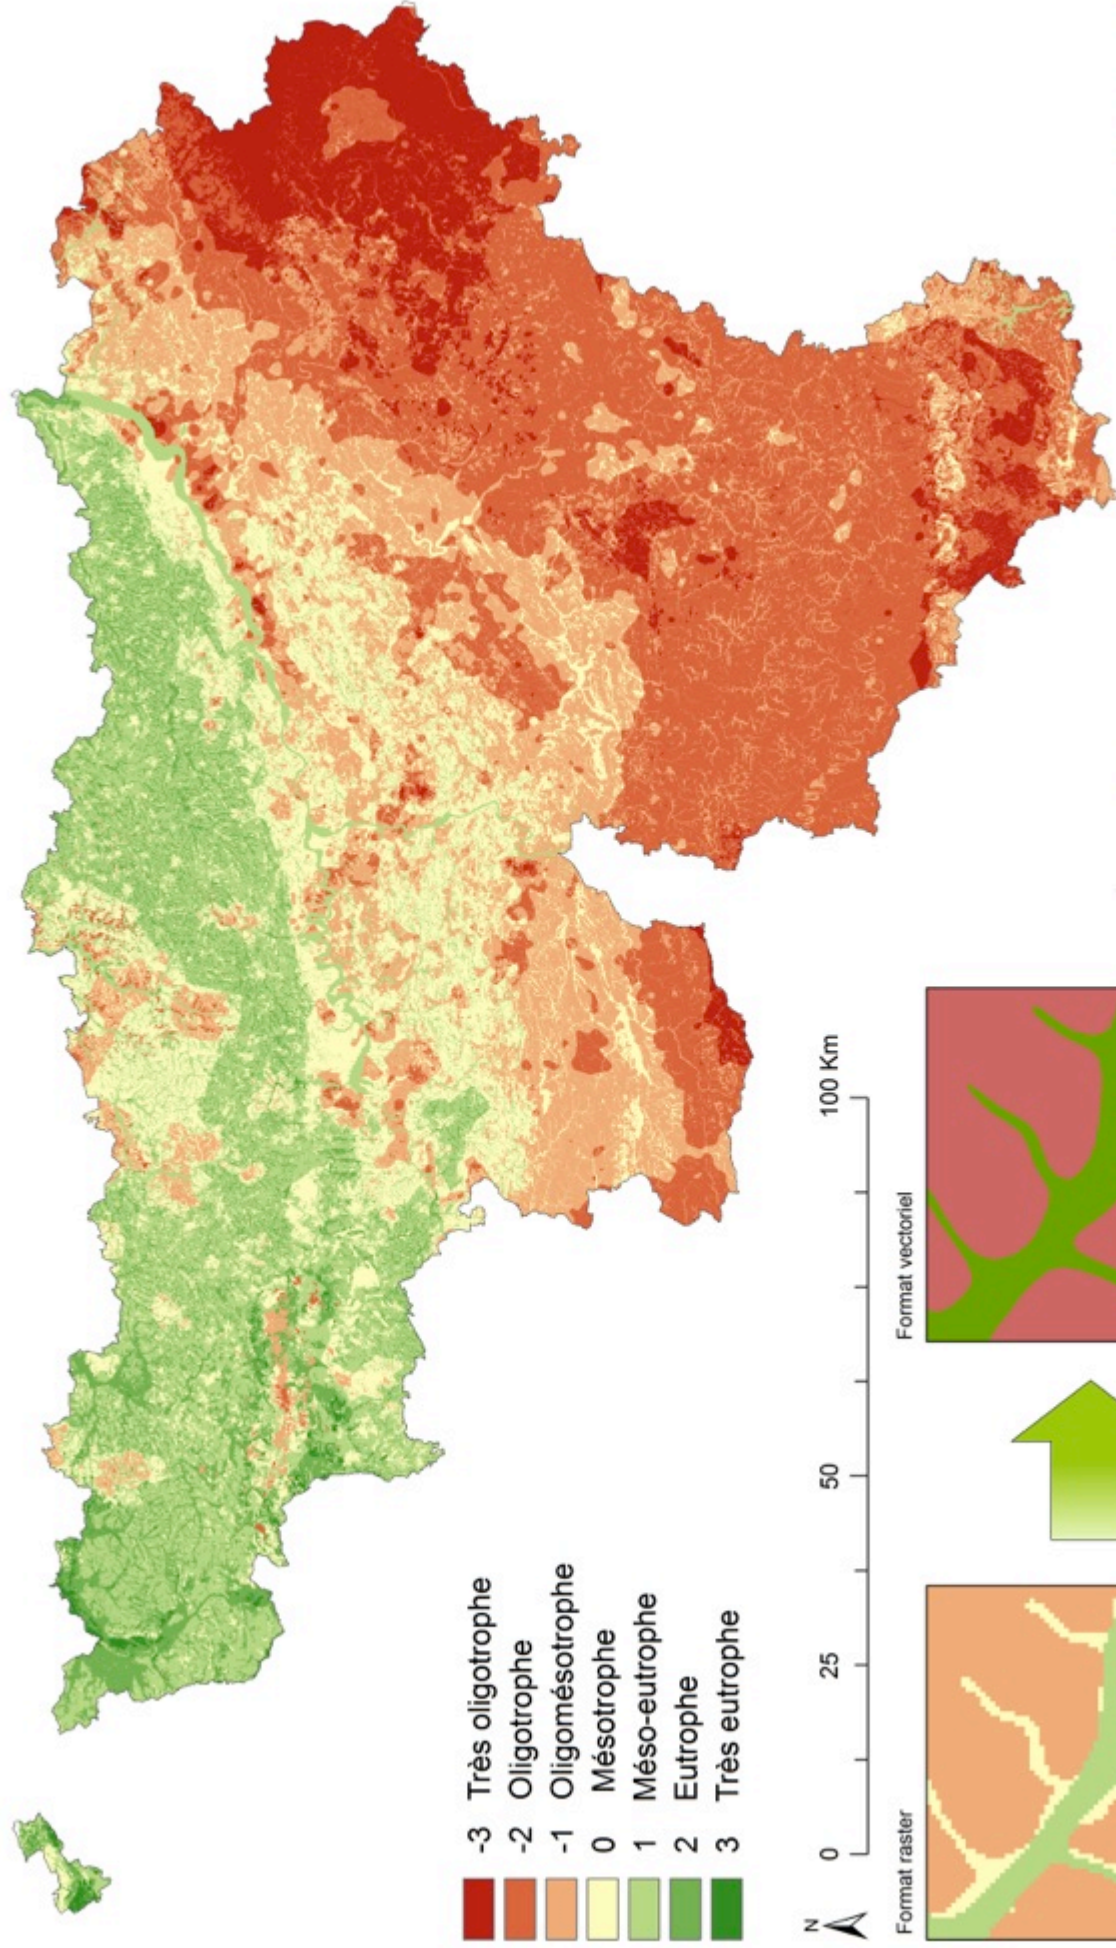 -3 Très oligotrophe
-2 Oligotrophe
-1 Oligomésotrophe
0 Mésotrophe
1 Méso-eutrophe
2 Eutrophe
3 Très eutrophe
N
0 25 50 100 Km
Format raster
Format vectoriel